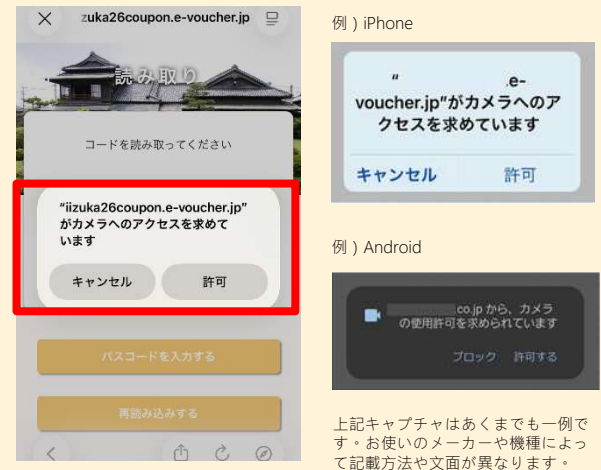 zuka26coupon.e-voucher.jp
読み取り
コードを読み取ってください
“iizuka26coupon.e-voucher.jp”
がカメラへのアクセスを求めて
います
キャンセル 許可
パスコードを入力する
再読み込みする
例 ) iPhone
“ .e-
voucher.jp”がカメラへのア
クセスを求めています
キャンセル 許可
例 ) Android
.co.jp から、カメラ
の使用許可を求められています
ブロック 許可する
上記キャプチャはあくまでも一例で
す。お使いのメーカーや機種によっ
て記載方法や文面が異なります。